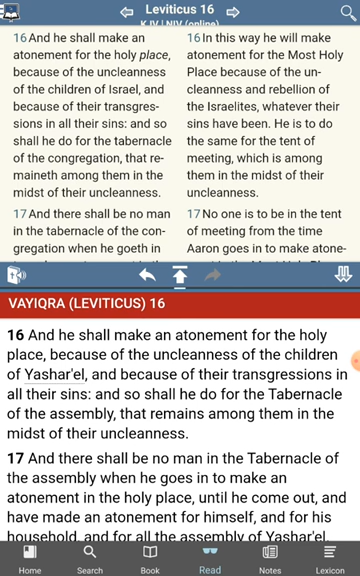 Leviticus 16
KJV | NIV (online)
16 And he shall make an
atonement for the holy place,
because of the uncleanness
of the children of Israel, and
because of their transgres-
sions in all their sins: and so
shall he do for the tabernacle
of the congregation, that re-
maineth among them in the
midst of their uncleanness.
17 And there shall be no man
in the tabernacle of the con-
gregation when he goeth in
16 In this way he will make
atonement for the Most Holy
Place because of the un-
cleanness and rebellion of
the Israelites, whatever their
sins have been. He is to do
the same for the tent of
meeting, which is among
them in the midst of their
uncleanness.
17 No one is to be in the tent
of meeting from the time
Aaron goes in to make atone-
VAYIQRA (LEVITICUS) 16
16 And he shall make an atonement for the holy
place, because of the uncleanness of the children
of Yashar'el, and because of their transgressions in
all their sins: and so shall he do for the Tabernacle
of the assembly, that remains among them in the
midst of their uncleanness.
17 And there shall be no man in the Tabernacle of
the assembly when he goes in to make an
atonement in the holy place, until he come out, and
have made an atonement for himself, and for his
household, and for all the assembly of Yashar'el.
Home Search Book Read Notes Lexicon